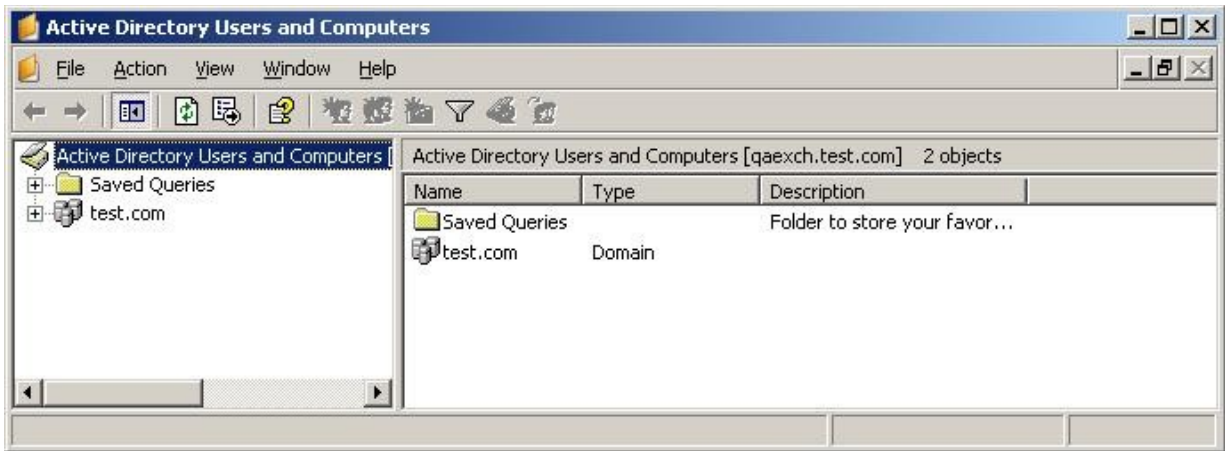 Active Directory Users and Computers
File Action View Window Help
Active Directory Users and Computers [
Saved Queries
test.com
Active Directory Users and Computers [qaexch.test.com] 2 objects
Name Type Description
Saved Queries Folder to store your favor...
test.com Domain